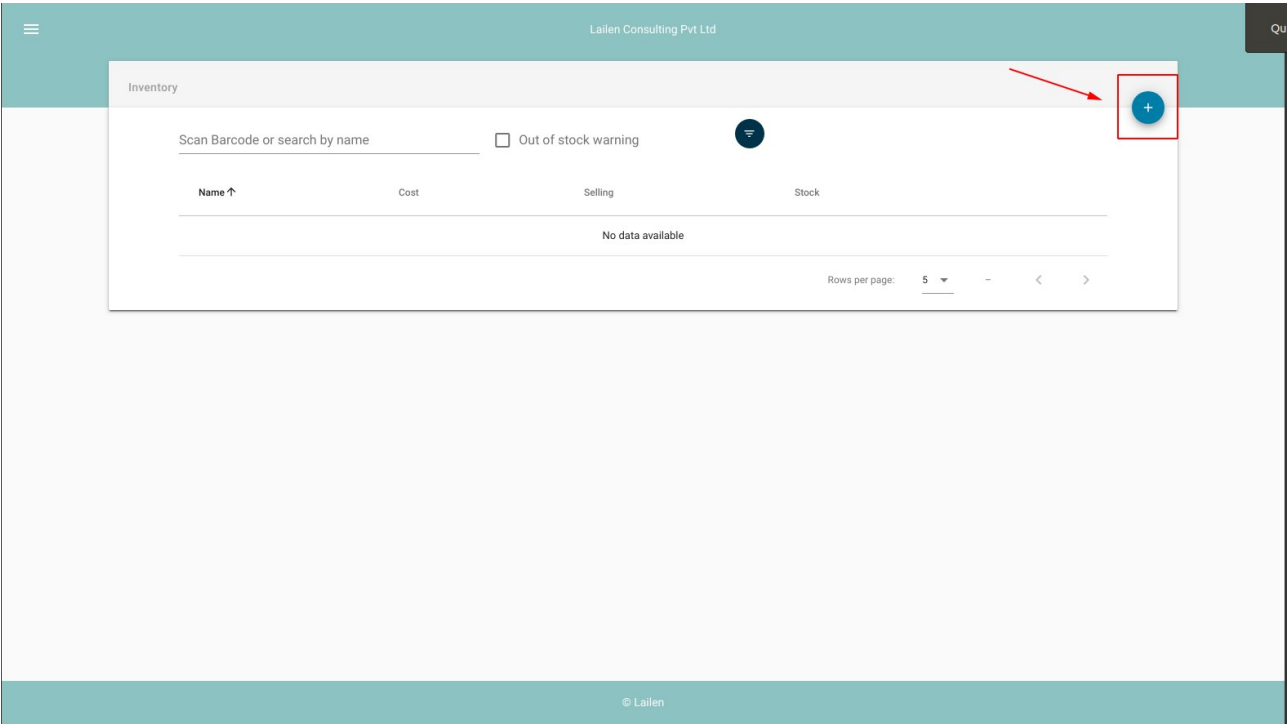 Lailen Consulting Pvt Ltd
Qu
Inventory
+
Scan Barcode or search by name
Out of stock warning
Name↑ Cost Selling Stock
No data available
Rows per page: 5 –
© Lailen